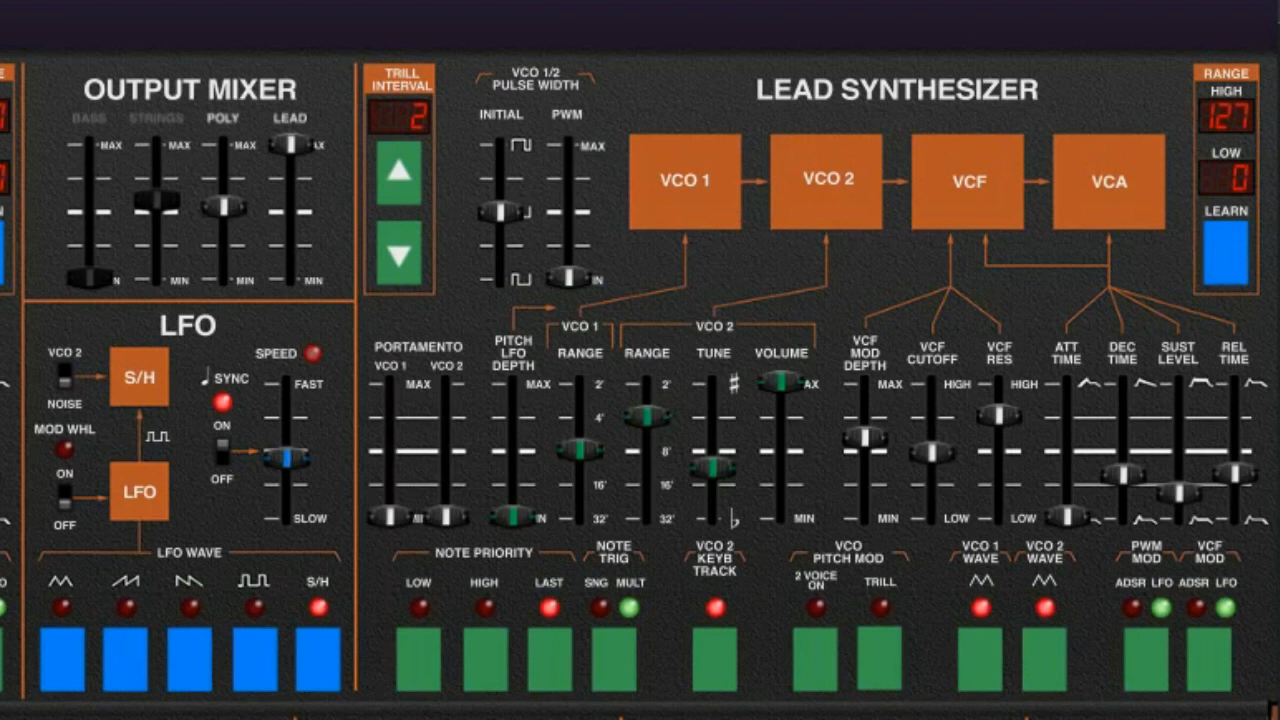 OUTPUT MIXER
BASS STRINGS POLY LEAD
MAX MAX MAX AX
N MIN MIN MIN
TRILL
INTERVAL
2
VCO 1/2
PULSE WIDTH
INITIAL PWM
MAX
IN
LEAD SYNTHESIZER
VCO 1 VCO 2 VCF VCA
RANGE
HIGH
127
LOW
0
LEARN
LFO
VCO 2
NOISE
S/H
SYNC
ON
OFF
SPEED
FAST
SLOW
MOD WHL
ON
OFF
LFO
LFO WAVE
S/H
PORTAMENTO
VCO 1 VCO 2
MAX
MI
PITCH
LFO
DEPTH
MAX
IN
VCO 1
RANGE
2'
4'
8'
16'
32'
VCO 2
RANGE TUNE VOLUME
2'
16'
32'
♯
♭
AX
MIN
VCF
MOD
DEPTH
MAX
MIN
VCF
CUTOFF
HIGH
LOW
VCF
RES
HIGH
LOW
ATT
TIME
DEC
TIME
SUST
LEVEL
REL
TIME
NOTE PRIORITY
LOW HIGH LAST
NOTE
TRIG
SNG MULT
VCO 2
KEYB
TRACK
VCO
PITCH MOD
2 VOICE
ON
TRILL
VCO 1
WAVE
VCO 2
WAVE
PWM
MOD
ADSR LFO
VCF
MOD
ADSR LFO